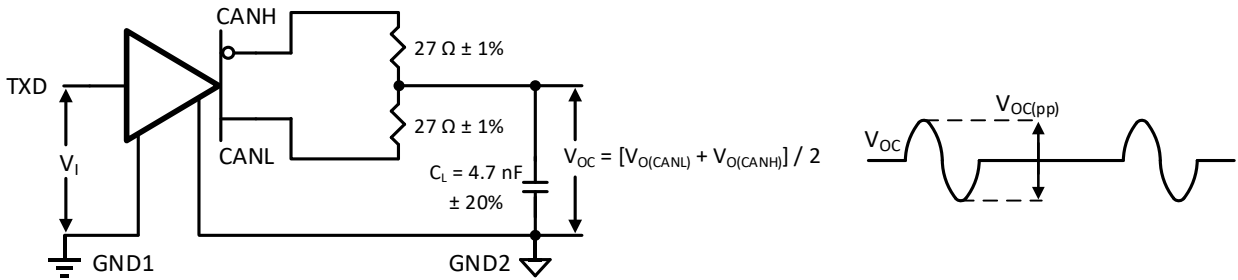 CANH
27 Ω ± 1%
TXD
V_OC(pp)
27 Ω ± 1%
V_OC
V_I
CANL
V_OC = [V_O(CANL) + V_O(CANH)] / 2
C_L = 4.7 nF
± 20%
GND1
GND2